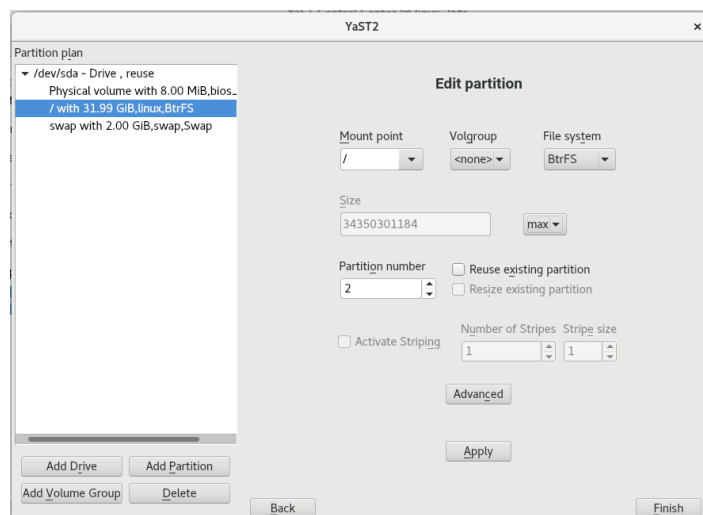 YaST2
Partition plan
/dev/sda - Drive , reuse
Physical volume with 8.00 MiB,bios_
/ with 31.99 GiB,linux,BtrFS
swap with 2.00 GiB,swap,Swap
Edit partition
Mount point Volgroup File system
/ <none> BtrFS
Size
34350301184 max
Partition number Reuse existing partition
2 Resize existing partition
Number of Stripes Stripe size
Activate Striping 1 1
Advanced
Apply
Add Drive Add Partition
Add Volume Group Delete
Back Finish